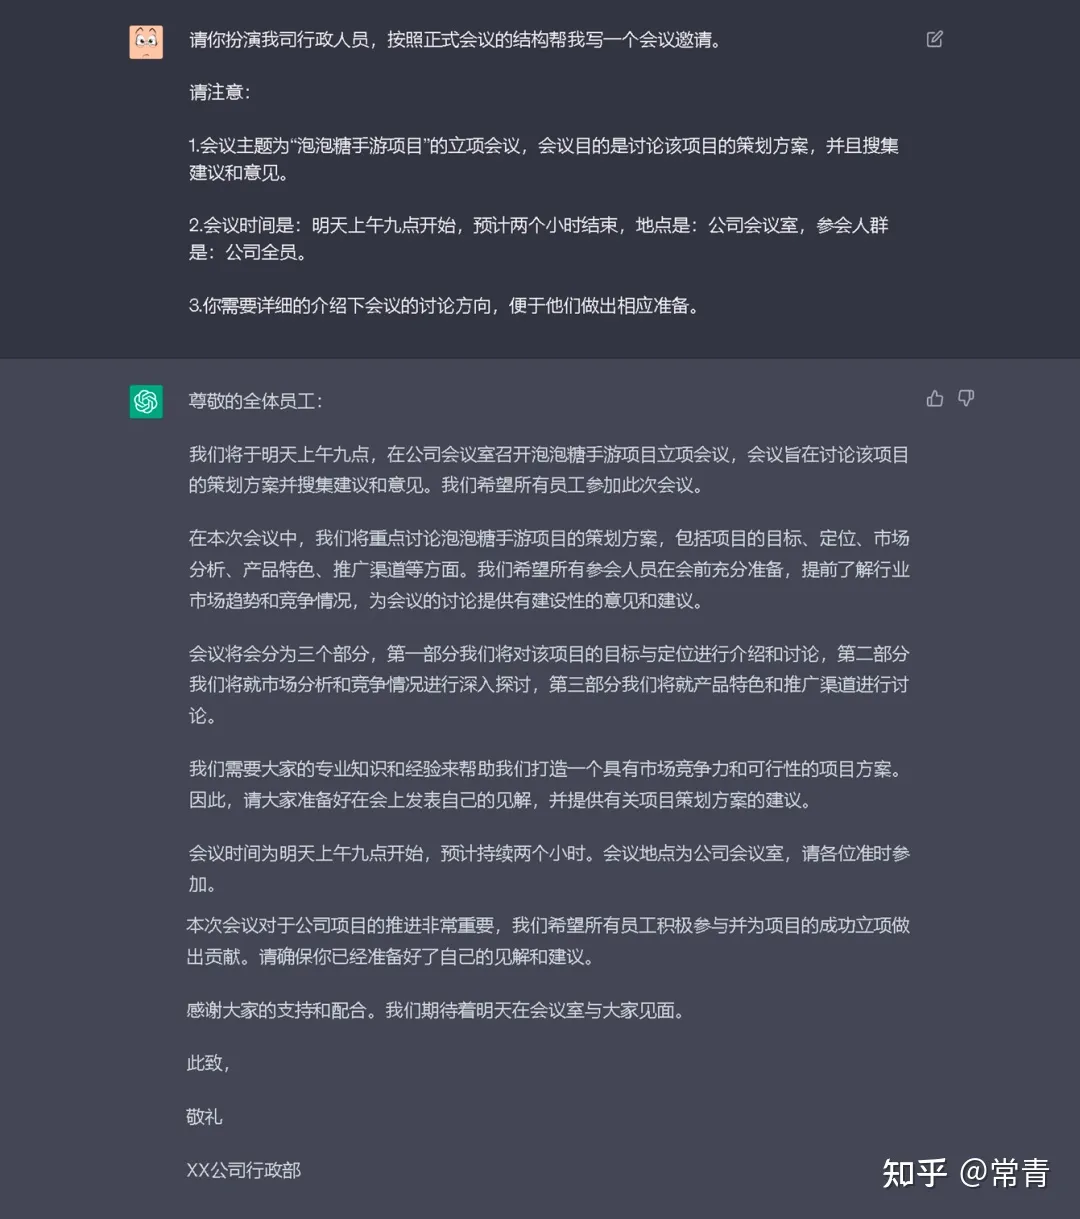 请你扮演我司行政人员，按照正式会议的结构帮我写一个会议邀请。
请注意：
1.会议主题为“泡泡糖手游项目”的立项会议，会议目的是讨论该项目的策划方案，并且搜集
建议和意见。
2.会议时间是：明天上午九点开始，预计两个小时结束，地点是：公司会议室，参会人群
是：公司全员。
3.你需要详细的介绍下会议的讨论方向，便于他们做出相应准备。
尊敬的全体员工：
我们将于明天上午九点，在公司会议室召开泡泡糖手游项目立项会议，会议旨在讨论该项目
的策划方案并搜集建议和意见。我们希望所有员工参加此次会议。
在本次会议中，我们将重点讨论泡泡糖手游项目的策划方案，包括项目的目标、定位、市场
分析、产品特色、推广渠道等方面。我们希望所有参会人员在会前充分准备，提前了解行业
市场趋势和竞争情况，为会议的讨论提供有建设性的意见和建议。
会议将会分为三个部分，第一部分我们将对该项目的目标与定位进行介绍和讨论，第二部分
我们将就市场分析和竞争情况进行深入探讨，第三部分我们将就产品特色和推广渠道进行讨
论。
我们需要大家的专业知识和经验来帮助我们打造一个具有市场竞争力和可行性的项目方案。
因此，请大家准备好在会上发表自己的见解，并提供有关项目策划方案的建议。
会议时间为明天上午九点开始，预计持续两个小时。会议地点为公司会议室，请各位准时参
加。
本次会议对于公司项目的推进非常重要，我们希望所有员工积极参与并为项目的成功立项做
出贡献。请确保你已经准备好了自己的见解和建议。
感谢大家的支持和配合。我们期待着明天在会议室与大家见面。
此致，
敬礼
XX公司行政部
知乎 @常青